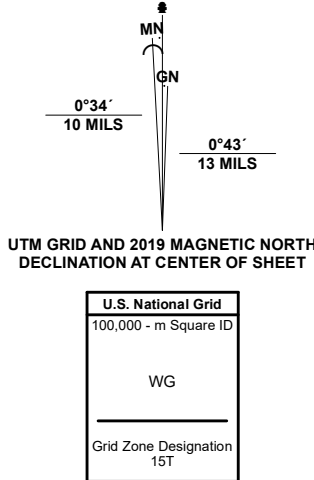 MN
GN
0°34´
10 MILS
0°43´
13 MILS
UTM GRID AND 2019 MAGNETIC NORTH
DECLINATION AT CENTER OF SHEET
U.S. National Grid
100,000 - m Square ID
WG
Grid Zone Designation
15T